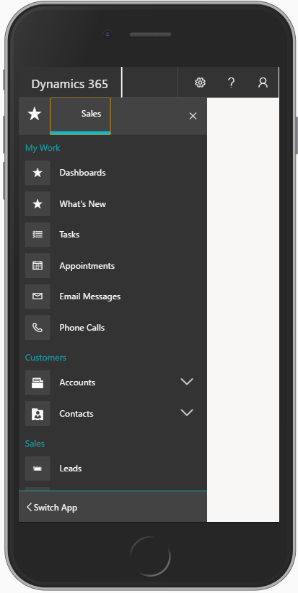 Dynamics 365
?
Sales
My Work
Dashboards
What's New
Tasks
Appointments
Email Messages
Phone Calls
Customers
Accounts
Contacts
Sales
Leads
Switch App